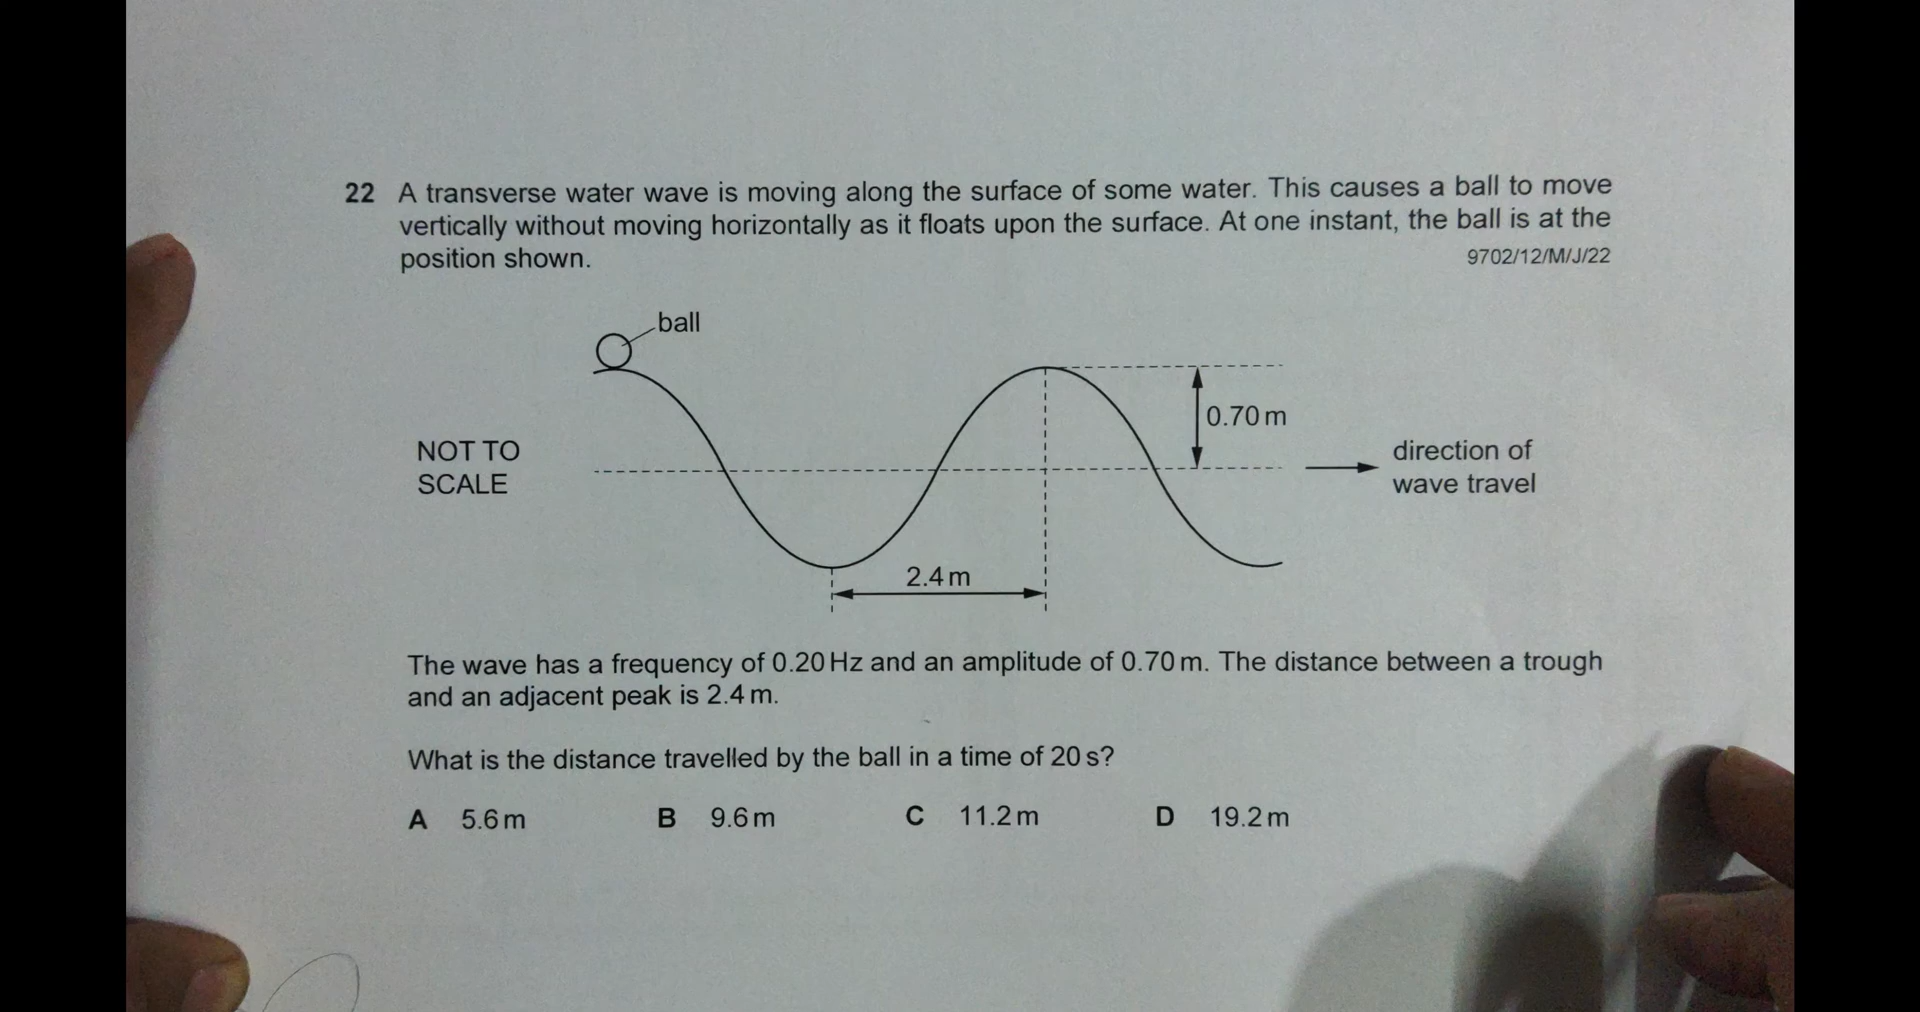 22 A transverse water wave is moving along the surface of some water. This causes a ball to move
vertically without moving horizontally as it floats upon the surface. At one instant, the ball is at the
position shown. 9702/12/M/J/22
ball
0.70 m
NOT TO
SCALE
direction of
wave travel
2.4 m
The wave has a frequency of 0.20 Hz and an amplitude of 0.70 m. The distance between a trough
and an adjacent peak is 2.4 m.
What is the distance travelled by the ball in a time of 20 s?
A 5.6 m B 9.6 m C 11.2 m D 19.2 m